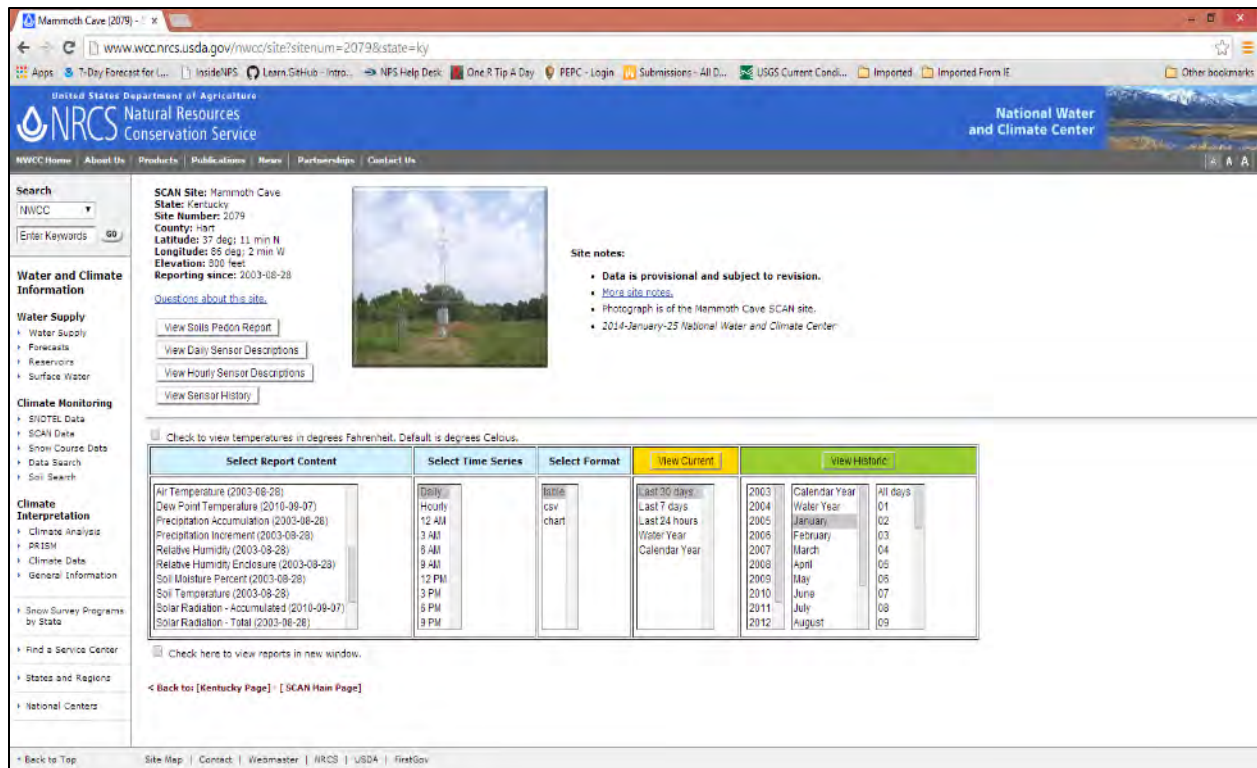 Mammoth Cave (2079) -
www.wcc.nrcs.usda.gov/nwcc/site?sitenum=2079&state=ky
Apps 7-Day Forecast for L... InsideNPS Learn.GitHub - Intro... NPS Help Desk One R Tip A Day PEPC - Login Submissions - All D... USGS Current Condi... Imported Imported From IE Other bookmarks
United States Department of Agriculture
NRCS Natural Resources
Conservation Service
National Water
and Climate Center
NWCC Home About Us Products Publications News Partnerships Contact Us
A A A
Search
NWCC
Enter Keywords GO
Water and Climate
Information
Water Supply
Water Supply
Forecasts
Reservoirs
Surface Water
Climate Monitoring
SNOTEL Data
SCAN Data
Snow Course Data
Data Search
Soil Search
Climate
Interpretation
Climate Analysis
PRISM
Climate Data
General Information
Snow Survey Programs
by State
Find a Service Center
States and Regions
National Centers
SCAN Site: Mammoth Cave
State: Kentucky
Site Number: 2079
County: Hart
Latitude: 37 deg; 11 min N
Longitude: 86 deg; 2 min W
Elevation: 800 feet
Reporting since: 2003-08-28
Questions about this site.
View Soils Pedon Report
View Daily Sensor Descriptions
View Hourly Sensor Descriptions
View Sensor History
Site notes:
Data is provisional and subject to revision.
More site notes.
Photograph is of the Mammoth Cave SCAN site.
2014-January-25 National Water and Climate Center
Check to view temperatures in degrees Fahrenheit. Default is degrees Celcius.
Select Report Content
Air Temperature (2003-08-28)
Dew Point Temperature (2010-09-07)
Precipitation Accumulation (2003-08-28)
Precipitation Increment (2003-08-28)
Relative Humidity (2003-08-28)
Relative Humidity Enclosure (2003-08-28)
Soil Moisture Percent (2003-08-28)
Soil Temperature (2003-08-28)
Solar Radiation - Accumulated (2010-09-07)
Solar Radiation - Total (2003-08-28)
Select Time Series
Daily
Hourly
12 AM
3 AM
6 AM
9 AM
12 PM
3 PM
6 PM
9 PM
Select Format
table
csv
chart
View Current
Last 30 days
Last 7 days
Last 24 hours
Water Year
Calendar Year
View Historic
2003 Calendar Year All days
2004 Water Year 01
2005 January 02
2006 February 03
2007 March 04
2008 April 05
2009 May 06
2010 June 07
2011 July 08
2012 August 09
Check here to view reports in new window.
< Back to: [Kentucky Page] - [ SCAN Main Page]
Back to Top
Site Map | Contact | Webmaster | NRCS | USDA | FirstGov